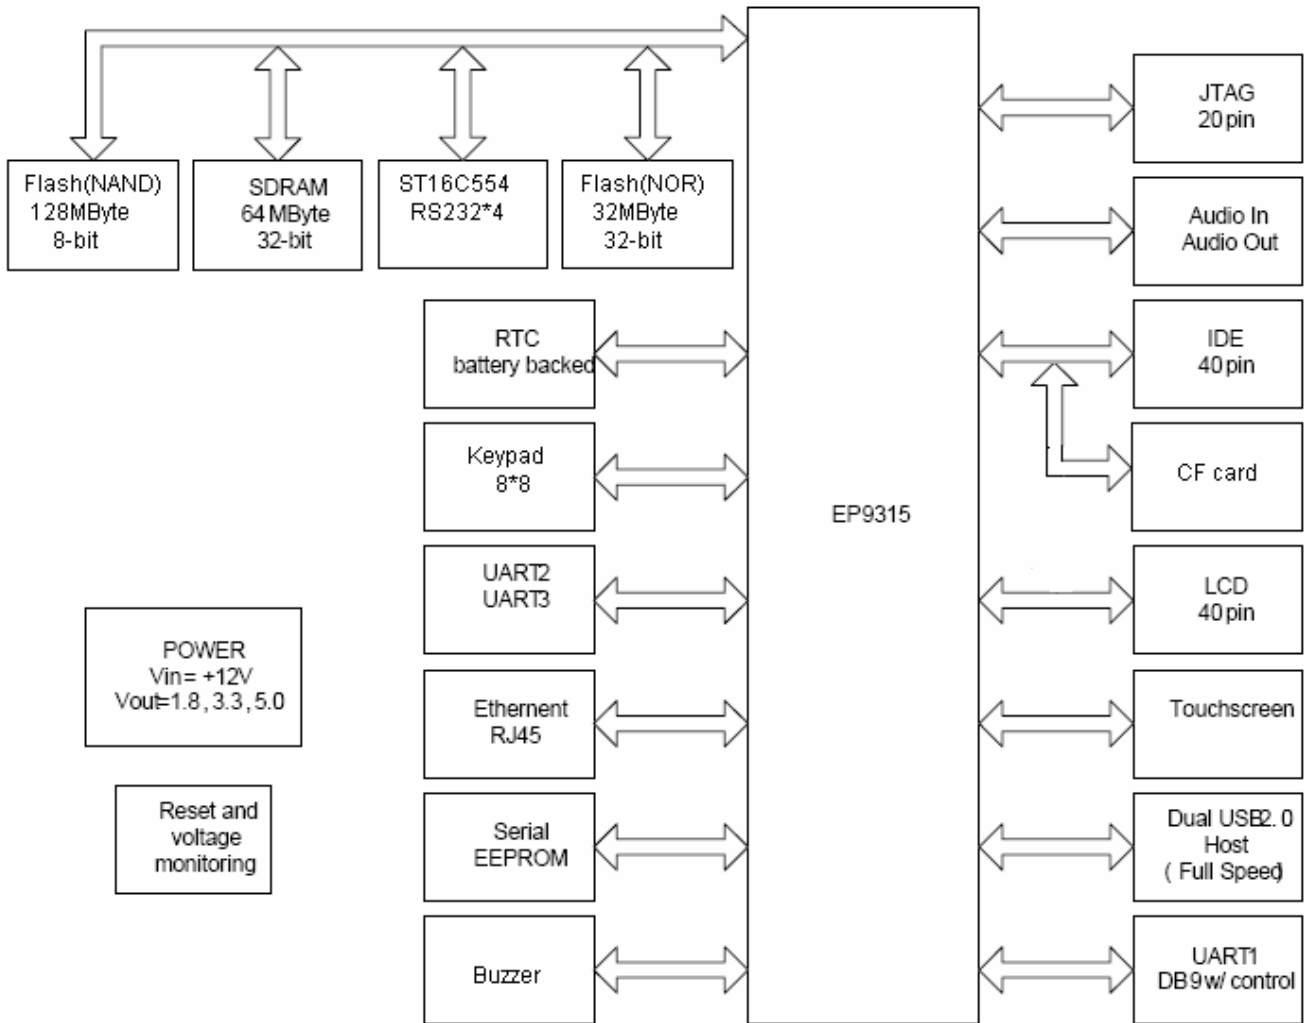 JTAG
20pin
Flash(NAND)
128MByte
8-bit
SDRAM
64MByte
32-bit
ST16C554
RS232*4
Flash(NOR)
32MByte
32-bit
Audio In
Audio Out
RTC
battery backed
IDE
40pin
Keypad
8*8
CF card
EP9315
UART2
UART3
LCD
40pin
POWER
Vin= +12V
Vout=1.8, 3.3, 5.0
Ethernent
RJ45
Touchscreen
Reset and
voltage
monitoring
Serial
EEPROM
Dual USB2.0
Host
( Full Speed)
Buzzer
UART1
DB9w/ control